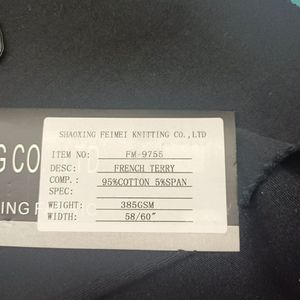 SHAOXING FEIMEI KNITTING CO.,LTD
ITEM NO: FM-9755
DESC: FRENCH TERRY
COMP.: 95%COTTON 5%SPAN
SPEC:
WEIGHT: 385GSM
WIDTH: 58/60"
G CO
ING F